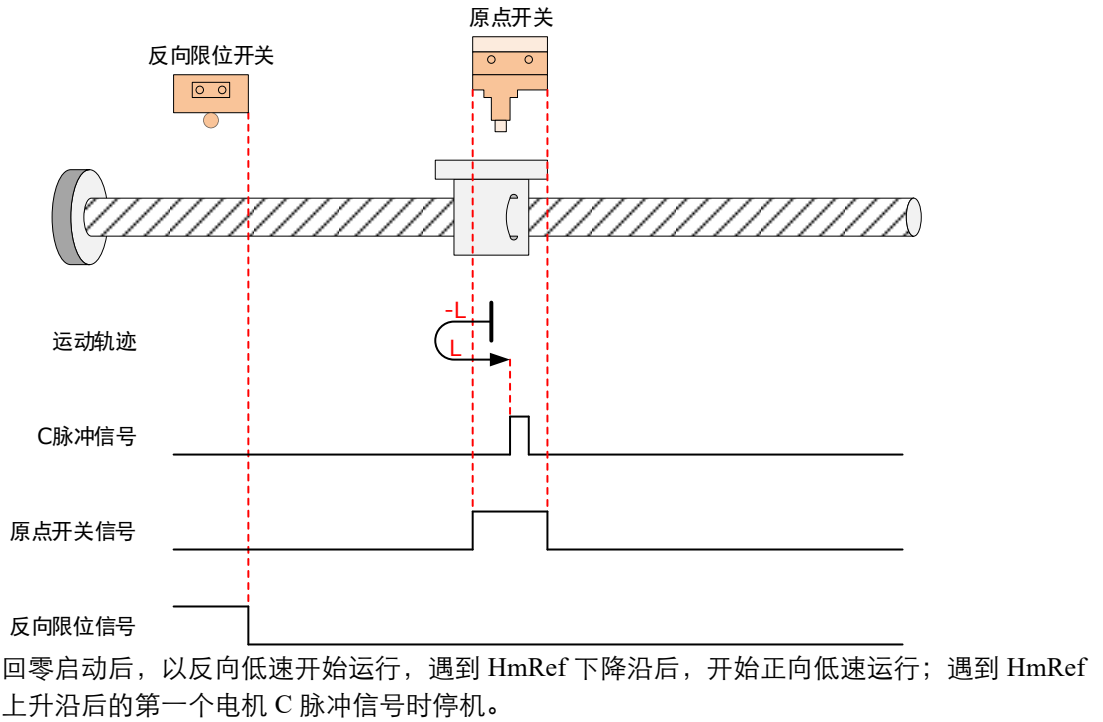 原点开关
反向限位开关
-L
L
运动轨迹
C脉冲信号
原点开关信号
反向限位信号
回零启动后，以反向低速开始运行，遇到 HmRef 下降沿后，开始正向低速运行；遇到 HmRef
上升沿后的第一个电机 C 脉冲信号时停机。